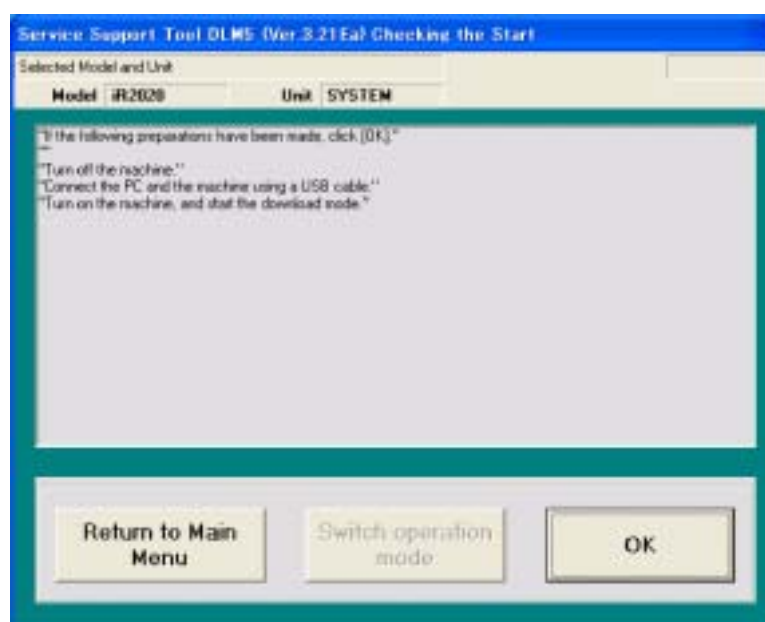 Service Support Tool DLM5 (Ver.3.21Ea) Checking the Start
Selected Model and Unit
Model iR2020 Unit SYSTEM
"If the following preparations have been made, click [OK]."
""
"Turn off the machine."
"Connect the PC and the machine using a USB cable."
"Turn on the machine, and start the download mode."
Return to Main
Menu
Switch operation
mode
OK